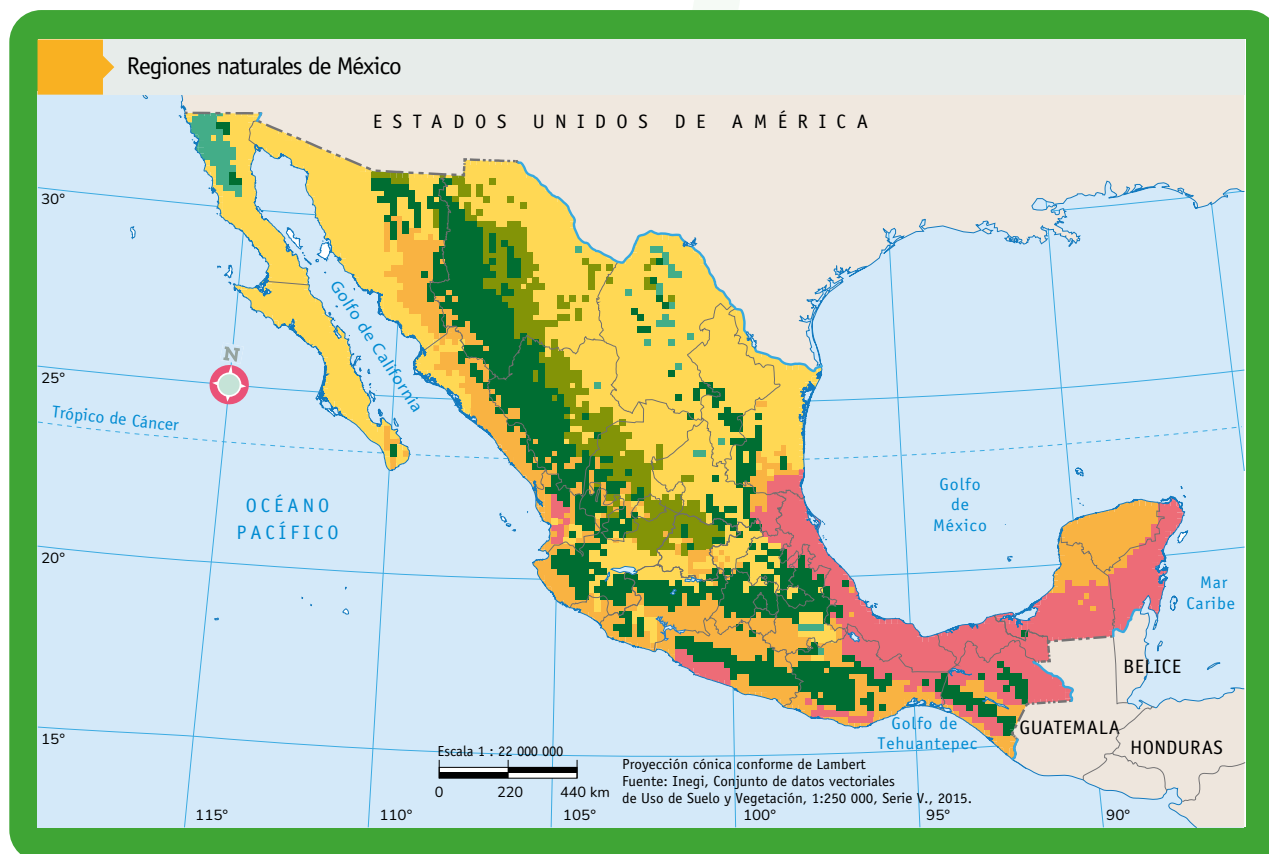 Regiones naturales de México
ESTADOS UNIDOS DE AMÉRICA
30°
Golfo de California
N
25°
Trópico de Cáncer
OCÉANO
PACÍFICO
Golfo
de
México
20°
Mar
Caribe
BELICE
Golfo de
Tehuantepec
GUATEMALA
HONDURAS
15°
Escala 1 : 22 000 000
0 220 440 km
Proyección cónica conforme de Lambert
Fuente: Inegi, Conjunto de datos vectoriales
de Uso de Suelo y Vegetación, 1:250 000, Serie V., 2015.
115° 110° 105° 100° 95° 90°